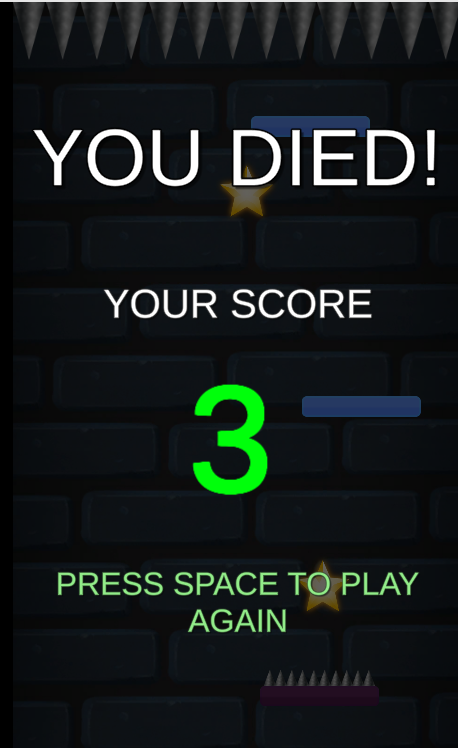 YOU DIED!
YOUR SCORE
3
PRESS SPACE TO PLAY
AGAIN